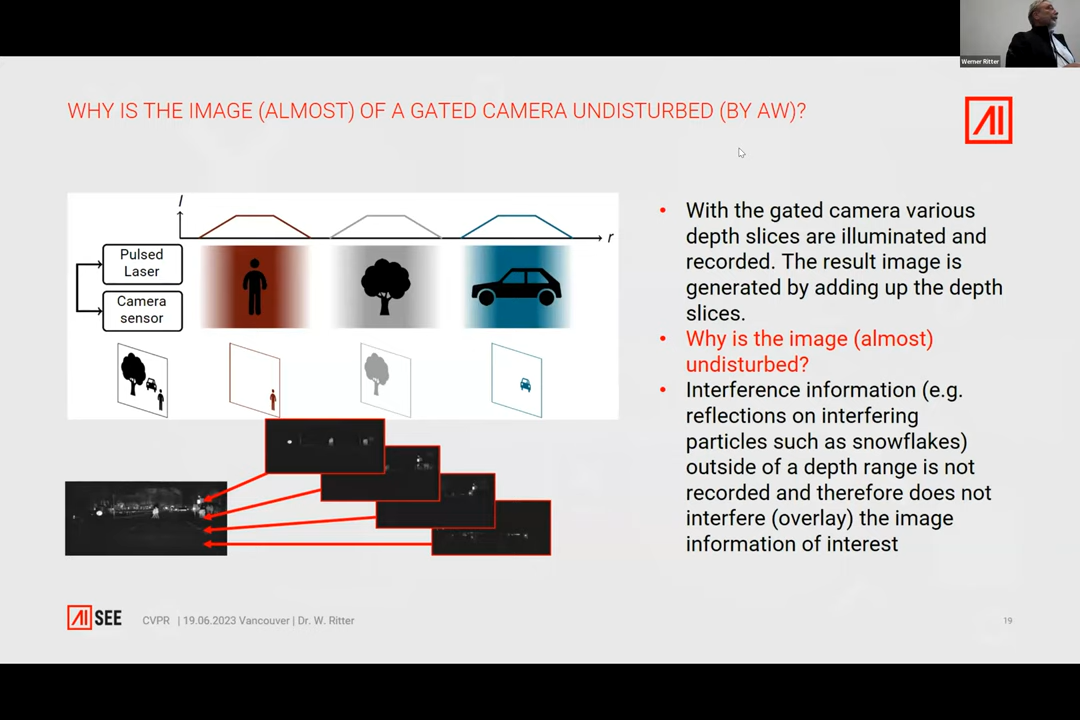 Werner Ritter
WHY IS THE IMAGE (ALMOST) OF A GATED CAMERA UNDISTURBED (BY AW)?
AI
I
r
Pulsed
Laser
Camera
sensor
• With the gated camera various
depth slices are illuminated and
recorded. The result image is
generated by adding up the depth
slices.
• Why is the image (almost)
undisturbed?
• Interference information (e.g.
reflections on interfering
particles such as snowflakes)
outside of a depth range is not
recorded and therefore does not
interfere (overlay) the image
information of interest
AI SEE
CVPR | 19.06.2023 Vancouver | Dr. W. Ritter
19